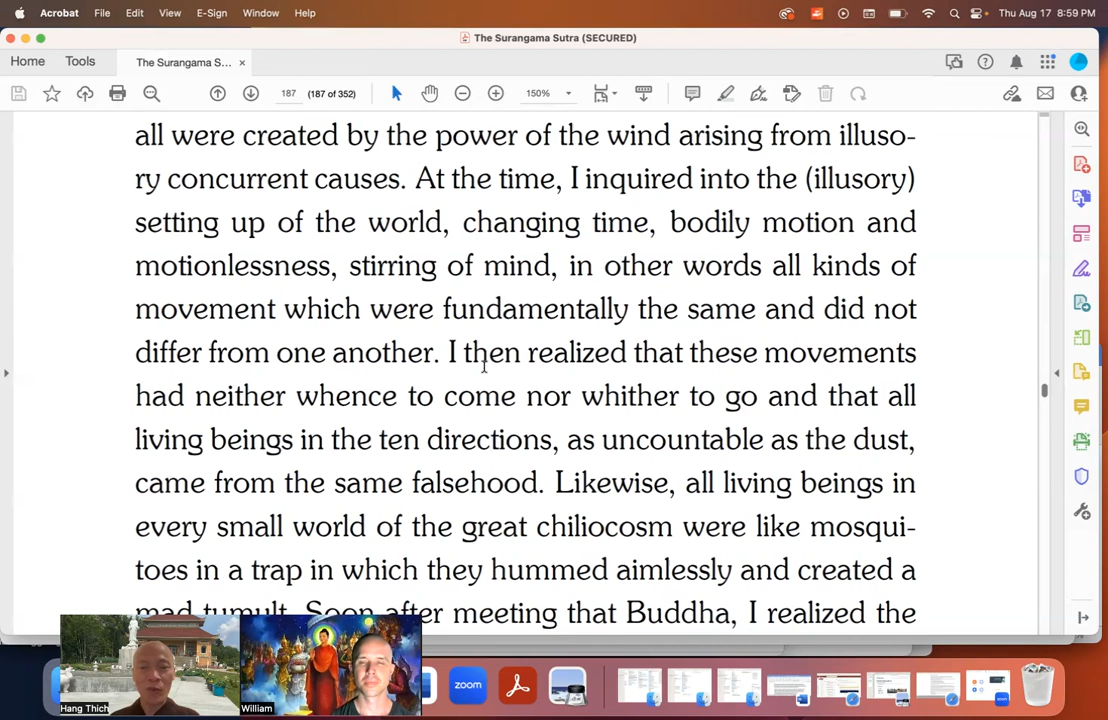 Acrobat File Edit View E-Sign Window Help Thu Aug 17 8:59 PM
The Surangama Sutra (SECURED)
Home Tools The Surangama S... ×
187 (187 of 352) 150%
all were created by the power of the wind arising from illuso-
ry concurrent causes. At the time, I inquired into the (illusory)
setting up of the world, changing time, bodily motion and
motionlessness, stirring of mind, in other words all kinds of
movement which were fundamentally the same and did not
differ from one another. I then realized that these movements
had neither whence to come nor whither to go and that all
living beings in the ten directions, as uncountable as the dust,
came from the same falsehood. Likewise, all living beings in
every small world of the great chiliocosm were like mosqui-
toes in a trap in which they hummed aimlessly and created a
mad tumult. Soon after meeting that Buddha, I realized the
Hang Thich
William
zoom